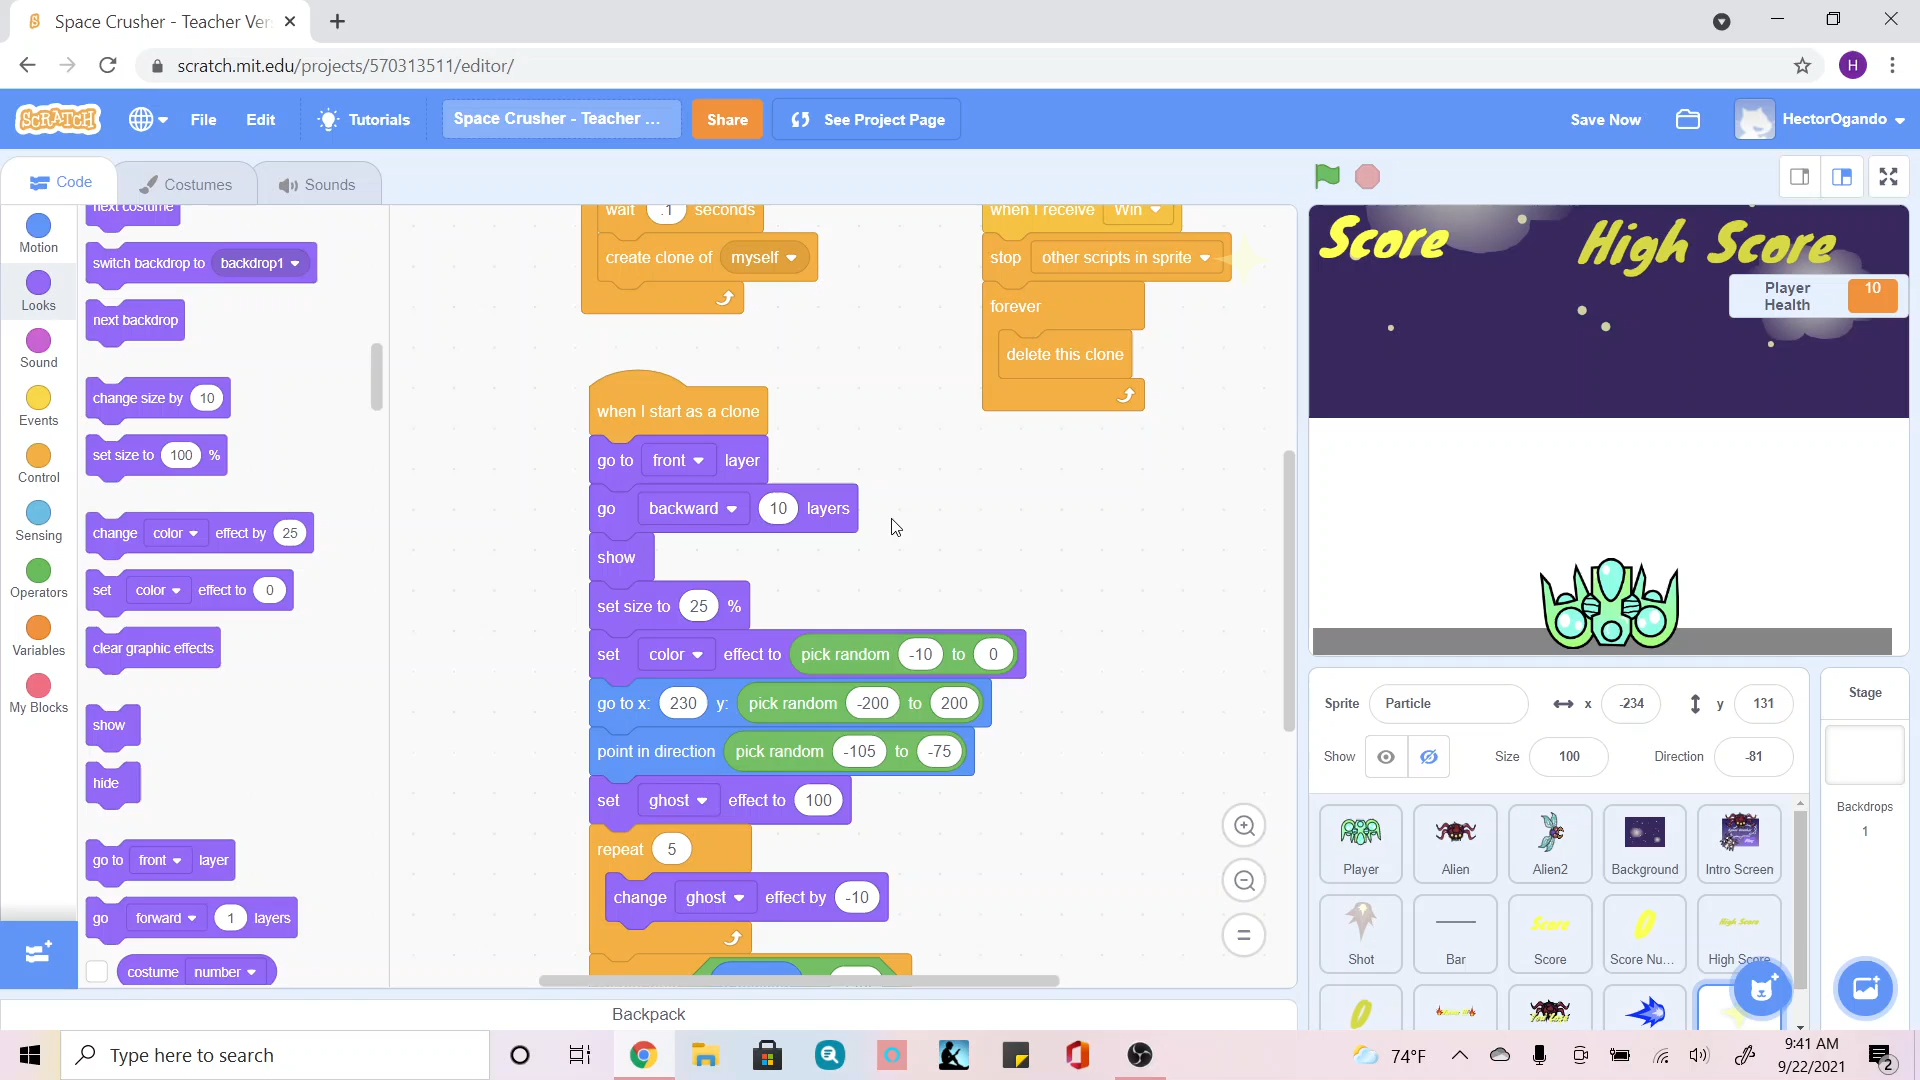 Space Crusher - Teacher Ver
scratch.mit.edu/projects/570313511/editor/
H
SCRATCH
File
Edit
Tutorials
Space Crusher - Teacher ...
Share
See Project Page
Save Now
HectorOgando
Code
Costumes
Sounds
Motion
Looks
Sound
Events
Control
Sensing
Operators
Variables
My Blocks
next costume
switch backdrop to backdrop1
next backdrop
change size by 10
set size to 100 %
change color effect by 25
set color effect to 0
clear graphic effects
show
hide
go to front layer
go forward 1 layers
costume number
wait .1 seconds
create clone of myself
when I receive Win
stop other scripts in sprite
forever
delete this clone
when I start as a clone
go to front layer
go backward 10 layers
show
set size to 25 %
set color effect to pick random -10 to 0
go to x: 230 y: pick random -200 to 200
point in direction pick random -105 to -75
set ghost effect to 100
repeat 5
change ghost effect by -10
Backpack
Score
High Score
Player Health 10
Sprite Particle x -234 y 131
Show Size 100 Direction -81
Stage
Backdrops
1
Player
Alien
Alien2
Background
Intro Screen
Shot
Bar
Score
Score
Score Nu...
High Score
High Score
Type here to search
74°F
9:41 AM
9/22/2021
2